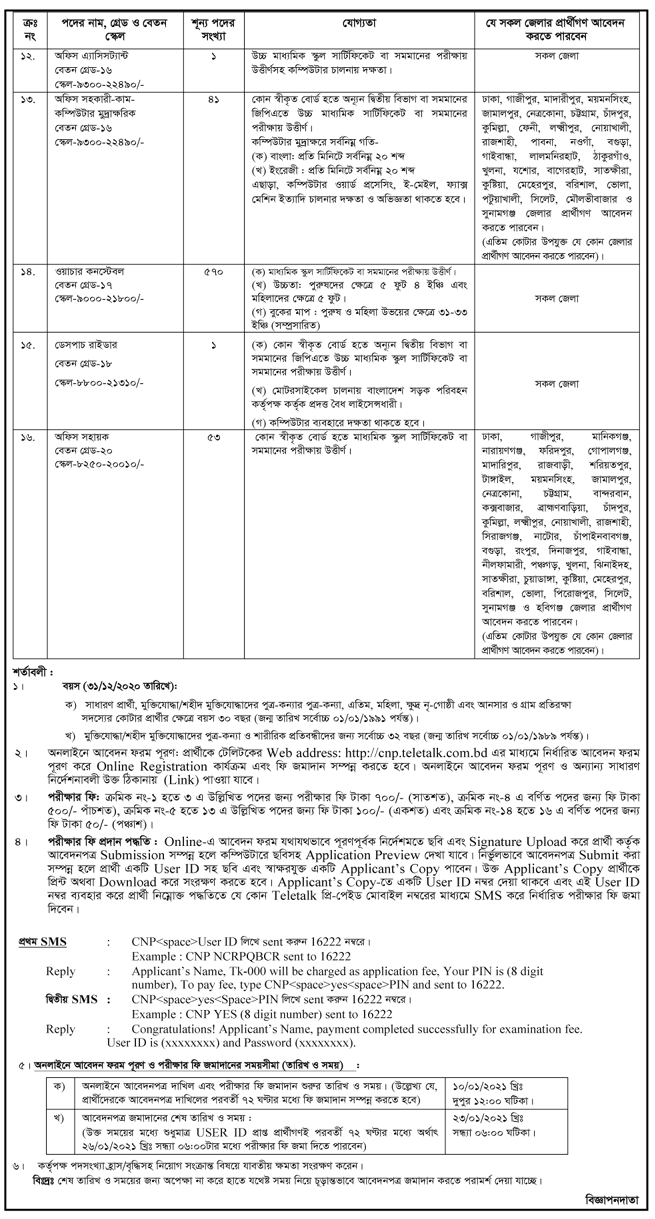 ক্রঃ নং
পদের নাম, গ্রেড ও বেতন স্কেল
শূন্য পদের সংখ্যা
যোগ্যতা
যে সকল জেলার প্রার্থীগণ আবেদন করতে পারবেন
১২.
অফিস এ্যাসিসট্যান্ট
বেতন গ্রেড-১৬
স্কেল-৯৩০০-২২৪৯০/-
১
উচ্চ মাধ্যমিক স্কুল সার্টিফিকেট বা সমমানের পরীক্ষায়
উত্তীর্ণসহ কম্পিউটার চালনায় দক্ষতা।
সকল জেলা
১৩.
অফিস সহকারী-কাম-
কম্পিউটার মুদ্রাক্ষরিক
বেতন গ্রেড-১৬
স্কেল-৯৩০০-২২৪৯০/-
৪১
কোন স্বীকৃত বোর্ড হতে অন্যূন দ্বিতীয় বিভাগ বা সমমানের
জিপিএতে উচ্চ মাধ্যমিক স্কুল সার্টিফিকেট বা সমমানের
পরীক্ষায় উত্তীর্ণ।
কম্পিউটার মুদ্রাক্ষরে সর্বনিম্ন গতি-
(ক) বাংলা: প্রতি মিনিটে সর্বনিম্ন ২০ শব্দ
(খ) ইংরেজী : প্রতি মিনিটে সর্বনিম্ন ২০ শব্দ
এছাড়া, কম্পিউটার ওয়ার্ড প্রসেসিং, ই-মেইল, ফ্যাক্স
মেশিন ইত্যাদি চালনার দক্ষতা ও অভিজ্ঞতা থাকতে হবে।
ঢাকা, গাজীপুর, মাদারীপুর, ময়মনসিংহ,
জামালপুর, নেত্রকোনা, চট্টগ্রাম, চাঁদপুর,
কুমিল্লা, ফেনী, লক্ষ্মীপুর, নোয়াখালী,
রাজশাহী, পাবনা, নওগাঁ, বগুড়া,
গাইবান্ধা, লালমনিরহাট, ঠাকুরগাঁও,
খুলনা, যশোর, বাগেরহাট, সাতক্ষীরা,
কুষ্টিয়া, মেহেরপুর, বরিশাল, ভোলা,
পটুয়াখালী, সিলেট, মৌলভীবাজার ও
সুনামগঞ্জ জেলার প্রার্থীগণ আবেদন
করতে পারবেন।
(এতিম কোটার উপযুক্ত যে কোন জেলার
প্রার্থীগণ আবেদন করতে পারবেন)।
১৪.
ওয়াচার কনস্টেবল
বেতন গ্রেড-১৭
স্কেল-৯০০০-২১৮০০/-
৫৭০
(ক) মাধ্যমিক স্কুল সার্টিফিকেট বা সমমানের পরীক্ষায় উত্তীর্ণ।
(খ) উচ্চতা: পুরুষদের ক্ষেত্রে ৫ ফুট ৪ ইঞ্চি এবং
মহিলাদের ক্ষেত্রে ৫ ফুট।
(গ) বুকের মাপ : পুরুষ ও মহিলা উভয়ের ক্ষেত্রে ৩১-৩৩
ইঞ্চি (সম্প্রসারিত)
সকল জেলা
১৫.
ডেসপাচ রাইডার
বেতন গ্রেড-১৮
স্কেল-৮৮০০-২১৩১০/-
১
(ক) কোন স্বীকৃত বোর্ড হতে অন্যূন দ্বিতীয় বিভাগ বা
সমমানের জিপিএতে উচ্চ মাধ্যমিক স্কুল সার্টিফিকেট বা
সমমানের পরীক্ষায় উত্তীর্ণ।
(খ) মোটরসাইকেল চালনায় বাংলাদেশ সড়ক পরিবহন
কর্তৃপক্ষ কর্তৃক প্রদত্ত বৈধ লাইসেন্সধারী।
(গ) কম্পিউটার ব্যবহারে দক্ষতা থাকতে হবে।
সকল জেলা
১৬.
অফিস সহায়ক
বেতন গ্রেড-২০
স্কেল-৮২৫০-২০০১০/-
৫৩
কোন স্বীকৃত বোর্ড হতে মাধ্যমিক স্কুল সার্টিফিকেট বা
সমমানের পরীক্ষায় উত্তীর্ণ।
ঢাকা, গাজীপুর, মানিকগঞ্জ,
নারায়ণগঞ্জ, ফরিদপুর, গোপালগঞ্জ,
মাদারিপুর, রাজবাড়ী, শরিয়তপুর,
টাঙ্গাইল, ময়মনসিংহ, জামালপুর,
নেত্রকোনা, চট্টগ্রাম, বান্দরবান,
কক্সবাজার, ব্রাহ্মণবাড়িয়া, চাঁদপুর,
কুমিল্লা, লক্ষ্মীপুর, নোয়াখালী, রাজশাহী,
সিরাজগঞ্জ, নাটোর, চাঁপাইনবাবগঞ্জ,
বগুড়া, রংপুর, দিনাজপুর, গাইবান্ধা,
নীলফামারী, পঞ্চগড়, খুলনা, ঝিনাইদহ,
সাতক্ষীরা, চুয়াডাঙ্গা, কুষ্টিয়া, মেহেরপুর,
বরিশাল, ভোলা, পিরোজপুর, সিলেট,
সুনামগঞ্জ ও হবিগঞ্জ জেলার প্রার্থীগণ
আবেদন করতে পারবেন।
(এতিম কোটার উপযুক্ত যে কোন জেলার
প্রার্থীগণ আবেদন করতে পারবেন)।
শর্তাবলী :
১। বয়স (৩১/১২/২০২০ তারিখে):
ক) সাধারণ প্রার্থী, মুক্তিযোদ্ধা/শহীদ মুক্তিযোদ্ধাদের পুত্র-কন্যার পুত্র-কন্যা, এতিম, মহিলা, ক্ষুদ্র নৃ-গোষ্ঠী এবং আনসার ও গ্রাম প্রতিরক্ষা
সদস্যের কোটার প্রার্থীর ক্ষেত্রে বয়স ৩০ বছর (জন্ম তারিখ সর্বোচ্চ ০১/০১/১৯৯১ পর্যন্ত)।
খ) মুক্তিযোদ্ধা/শহীদ মুক্তিযোদ্ধাদের পুত্র-কন্যা ও শারীরিক প্রতিবন্ধীদের জন্য সর্বোচ্চ ৩২ বছর (জন্ম তারিখ সর্বোচ্চ ০১/০১/১৯৮৯ পর্যন্ত)।
২। অনলাইনে আবেদন ফরম পূরণ: প্রার্থীকে টেলিটকের Web address: http://cnp.teletalk.com.bd এর মাধ্যমে নির্ধারিত আবেদন ফরম
পূরণ করে Online Registration কার্যক্রম এবং ফি জমাদান সম্পন্ন করতে হবে। অনলাইনে আবেদন ফরম পূরণ ও অন্যান্য সাধারণ
নির্দেশনাবলী উক্ত ঠিকানায় (Link) পাওয়া যাবে।
৩। পরীক্ষার ফি: ক্রমিক নং-১ হতে ৩ এ উল্লিখিত পদের জন্য পরীক্ষার ফি টাকা ৭০০/- (সাতশত), ক্রমিক নং-৪ এ বর্ণিত পদের জন্য ফি টাকা
৫০০/- পাঁচশত), ক্রমিক নং-৫ হতে ১৩ এ উল্লিখিত পদের জন্য ফি টাকা ১০০/- (একশত) এবং ক্রমিক নং-১৪ হতে ১৬ এ বর্ণিত পদের জন্য
ফি টাকা ৫০/- (পঞ্চাশ)।
৪। পরীক্ষার ফি প্রদান পদ্ধতি : Online-এ আবেদন ফরম যথাযথভাবে পূরণপূর্বক নির্দেশমতে ছবি এবং Signature Upload করে প্রার্থী কর্তৃক
আবেদনপত্র Submission সম্পন্ন হলে কম্পিউটারে ছবিসহ Application Preview দেখা যাবে। নির্ভুলভাবে আবেদনপত্র Submit করা
সম্পন্ন হলে প্রার্থী একটি User ID সহ ছবি এবং স্বাক্ষরযুক্ত একটি Applicant's Copy পাবেন। উক্ত Applicant's Copy প্রার্থীকে
প্রিন্ট অথবা Download করে সংরক্ষণ করতে হবে। Applicant's Copy-তে একটি User ID নম্বর দেয়া থাকবে এবং এই User ID
নম্বর ব্যবহার করে প্রার্থী নিম্নোক্ত পদ্ধতিতে যে কোন Teletalk প্রি-পেইড মোবাইল নম্বরের মাধ্যমে SMS করে নির্ধারিত পরীক্ষার ফি জমা
দিবেন।
প্রথম SMS : CNP<space>User ID লিখে সেন্ট করুন 16222 নম্বরে।
Example : CNP NCRPQBCR sent to 16222
Reply : Applicant's Name, Tk-000 will be charged as application fee, Your PIN is (8 digit
number), To pay fee, type CNP<space>yes<space>PIN and sent to 16222.
দ্বিতীয় SMS : CNP<space>yes<Space>PIN লিখে sent করুন 16222 নম্বরে।
Example : CNP YES (8 digit number) sent to 16222
Reply : Congratulations! Applicant's Name, payment completed successfully for examination fee.
User ID is (xxxxxxxx) and Password (xxxxxxxx).
৫। অনলাইনে আবেদন ফরম পূরণ ও পরীক্ষার ফি জমাদানের সময়সীমা (তারিখ ও সময়) :
ক) অনলাইনে আবেদনপত্র দাখিল এবং পরীক্ষার ফি জমাদান শুরুর তারিখ ও সময়। (উল্লেখ্য যে,
প্রার্থীদেরকে আবেদনপত্র দাখিলের পরবর্তী ৭২ ঘন্টার মধ্যে ফি জমাদান সম্পন্ন করতে হবে)
১০/০১/২০২১ খ্রিঃ
দুপুর ১২:০০ ঘটিকা।
খ) আবেদনপত্র জমাদানের শেষ তারিখ ও সময় :
(উক্ত সময়ের মধ্যে শুধুমাত্র USER ID প্রাপ্ত প্রার্থীগণই পরবর্তী ৭২ ঘন্টার মধ্যে অর্থাৎ
২৬/০১/২০২১ খ্রিঃ সন্ধ্যা ০৬:০০টার মধ্যে পরীক্ষার ফি জমা দিতে পারবেন)
২৩/০১/২০২১ খ্রিঃ
সন্ধ্যা ০৬:০০ ঘটিকা।
৬। কর্তৃপক্ষ পদসংখ্যা হ্রাস/বৃদ্ধিসহ নিয়োগ সংক্রান্ত বিষয়ে যাবতীয় ক্ষমতা সংরক্ষণ করেন।
বিঃদ্রঃ শেষ তারিখ ও সময়ের জন্য অপেক্ষা না করে হাতে যথেষ্ট সময় নিয়ে চূড়ান্তভাবে আবেদনপত্র জমাদান করতে পরামর্শ দেয়া যাচ্ছে।
বিজ্ঞাপনদাতা